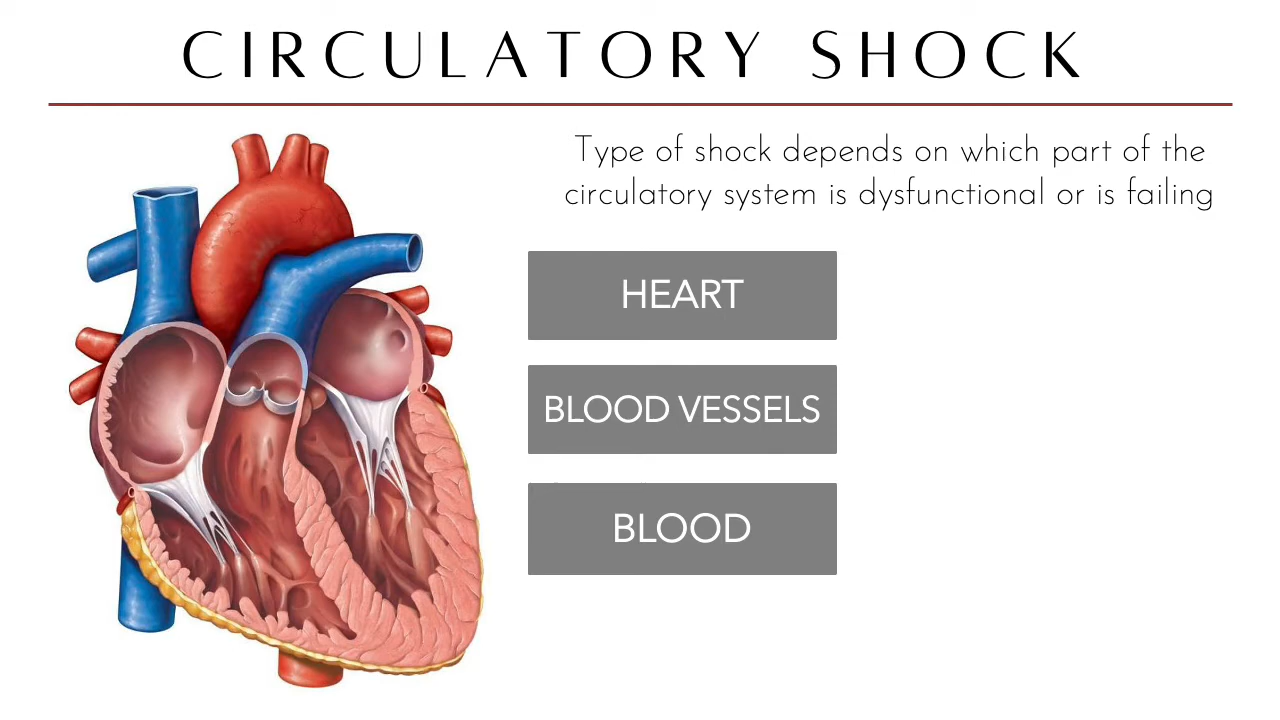 CIRCULATORY SHOCK
Type of shock depends on which part of the
circulatory system is dysfunctional or is failing
HEART
BLOOD VESSELS
BLOOD